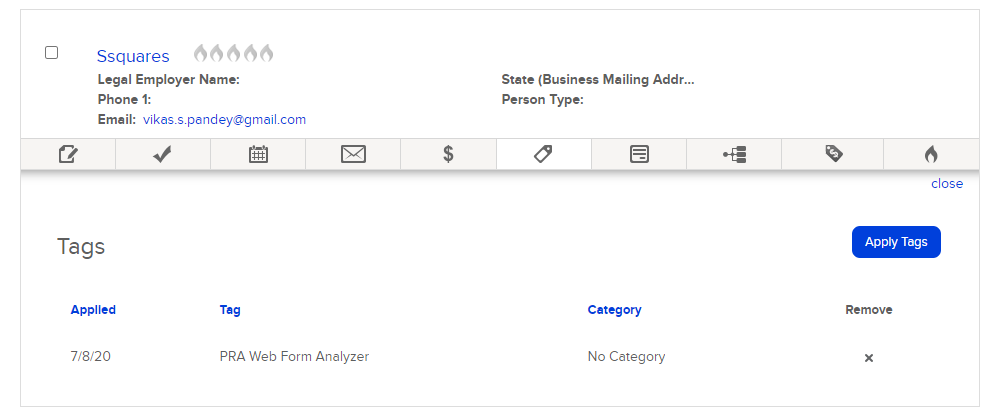 Ssquares
Legal Employer Name:
State (Business Mailing Addr...
Phone 1:
Person Type:
Email: vikas.s.pandey@gmail.com
$
close
Tags
Apply Tags
Applied Tag Category Remove
7/8/20 PRA Web Form Analyzer No Category ×